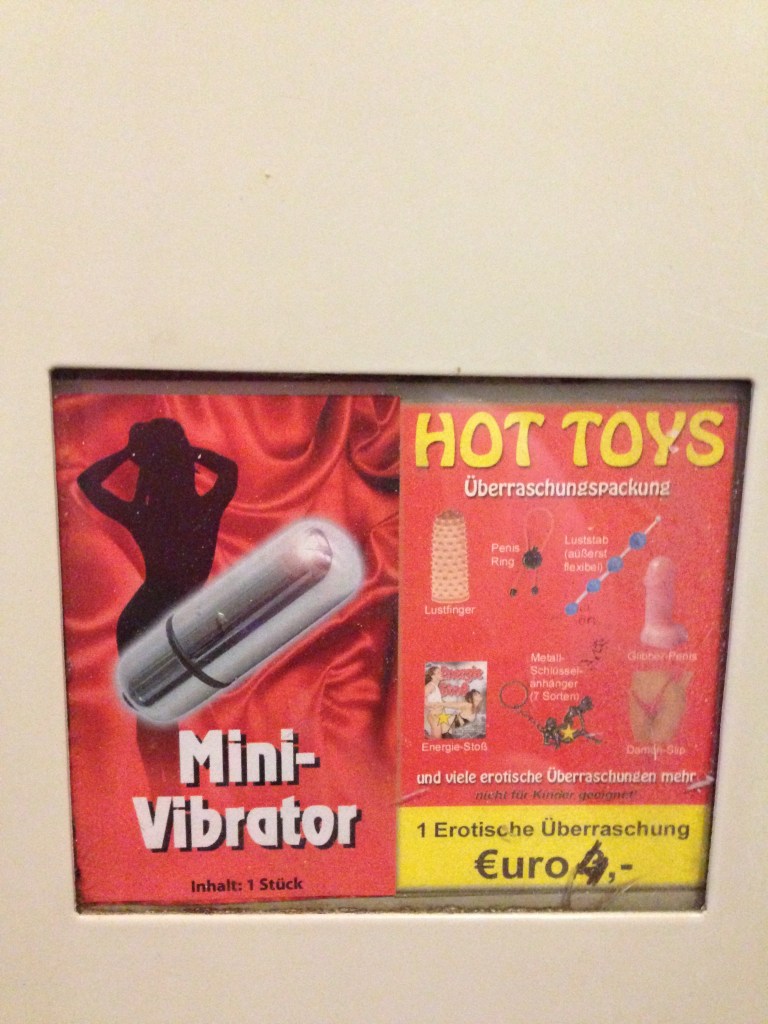 Mini-
Vibrator
Inhalt: 1 Stück
HOT TOYS
Überraschungspackung
Lustfinger
Penis
Ring
Luststab
(äußerst
flexibel)
Glibber-Penis
Energie-Stoß
Metall-
Schlüssel-
anhänger
(7 Sorten)
Damen-Slip
und viele erotische Überraschungen mehr
nicht für Kinder geeignet!
1 Erotische Überraschung
€uro 4,-